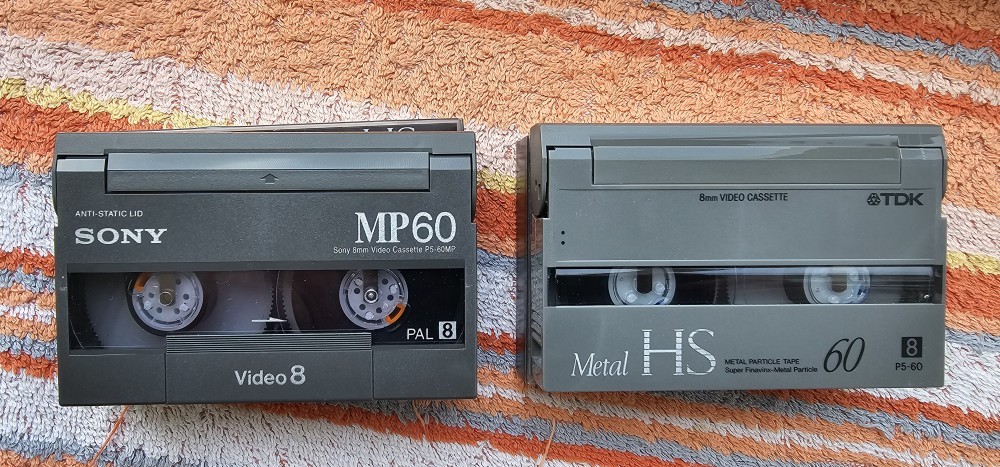 ANTI-STATIC LID
SONY
MP60
Sony 8mm Video Cassette P5-60MP
PAL 8
Video 8
HS
8mm VIDEO CASSETTE
TDK
Metal HS
METAL PARTICLE TAPE
Super Finavinx-Metal Particle
60
8
P5-60